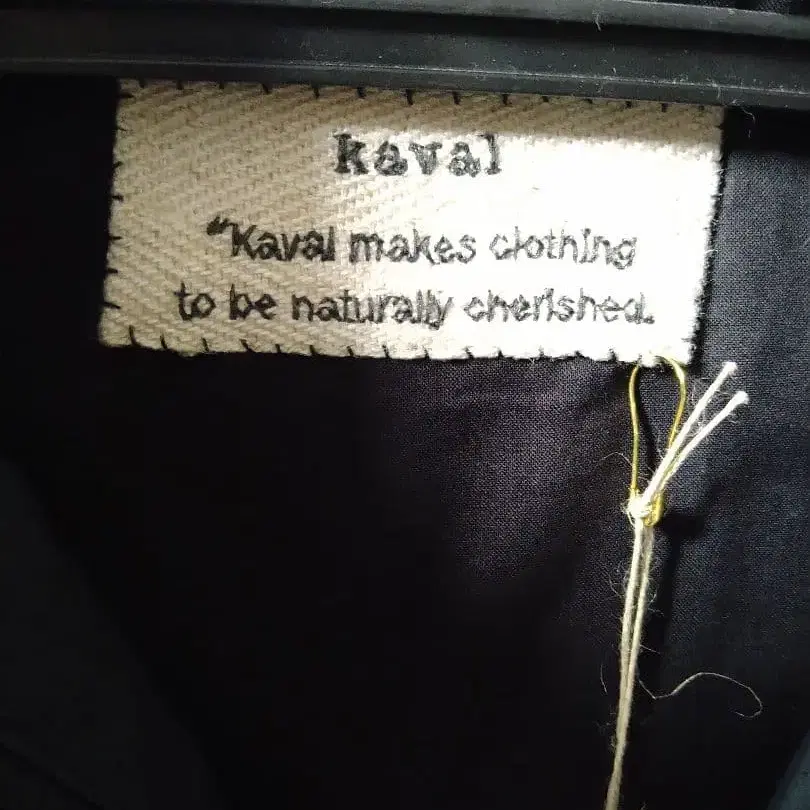 kaval
"Kaval makes clothing
to be naturally cherished.